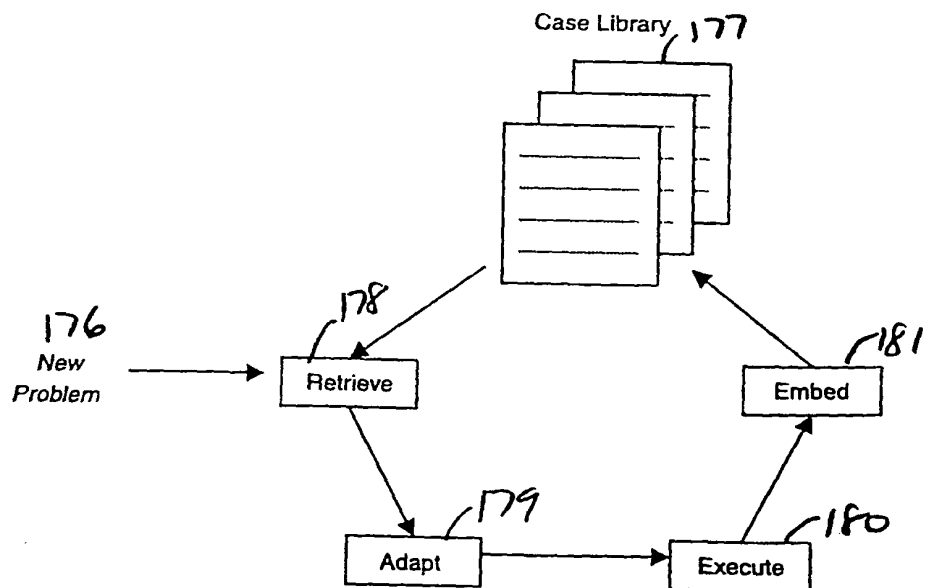 Case Library 177
176
New
Problem
178
Retrieve
181
Embed
179
Adapt
180
Execute